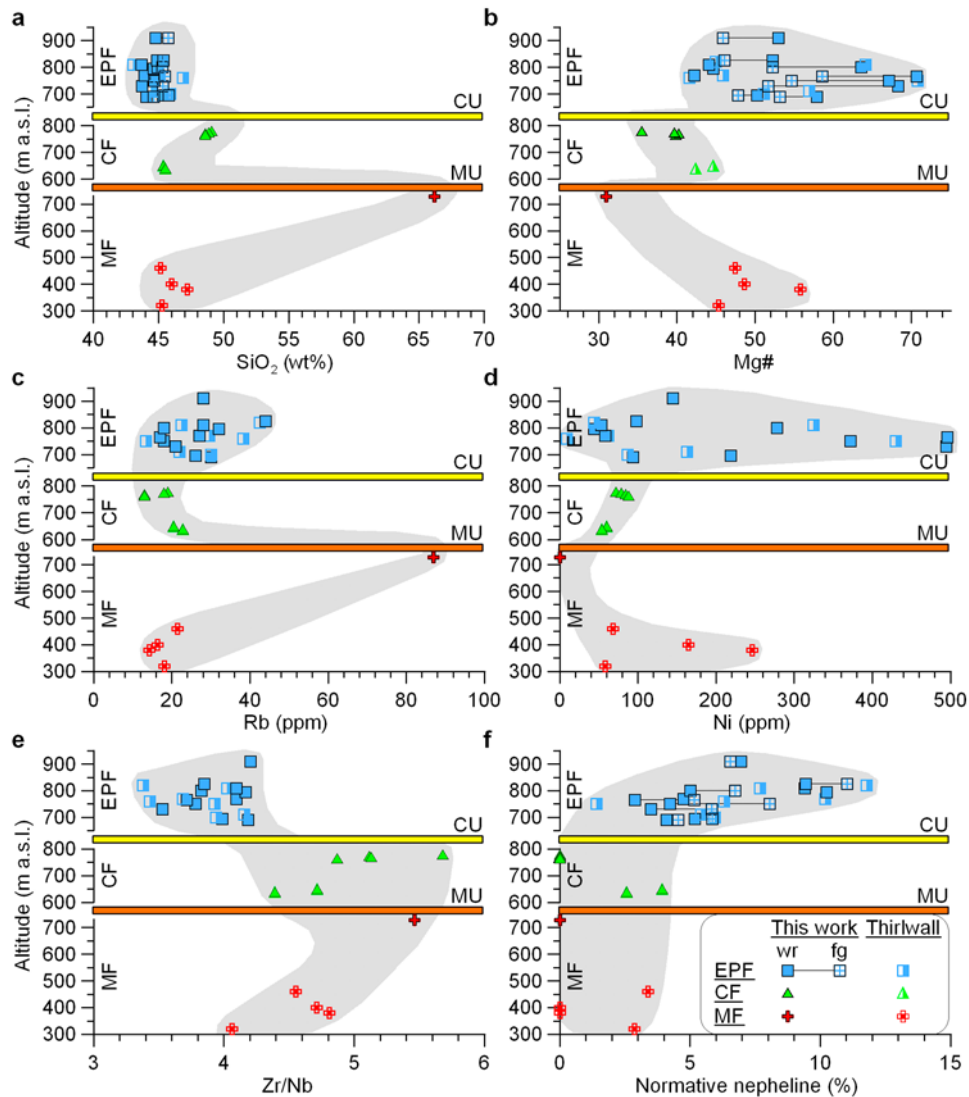 a
b
900
800
700
EPF
CU
800
700
600
CF
MU
700
600
500
400
300
MF
Altitude (m a.s.l.)
40 45 50 55 60 65 70
SiO₂ (wt%)
900
800
700
EPF
CU
800
700
600
CF
MU
700
600
500
400
300
MF
30 40 50 60 70
Mg#
c
d
900
800
700
EPF
CU
800
700
600
CF
MU
700
600
500
400
300
MF
Altitude (m a.s.l.)
0 20 40 60 80 100
Rb (ppm)
900
800
700
EPF
CU
800
700
600
CF
MU
700
600
500
400
300
MF
0 100 200 300 400 500
Ni (ppm)
e
f
900
800
700
EPF
CU
800
700
600
CF
MU
700
600
500
400
300
MF
Altitude (m a.s.l.)
3 4 5 6
Zr/Nb
900
800
700
EPF
CU
800
700
600
CF
MU
700
600
500
400
300
MF
This work Thirlwall
wr fg
EPF
CF
MF
0 5 10 15
Normative nepheline (%)